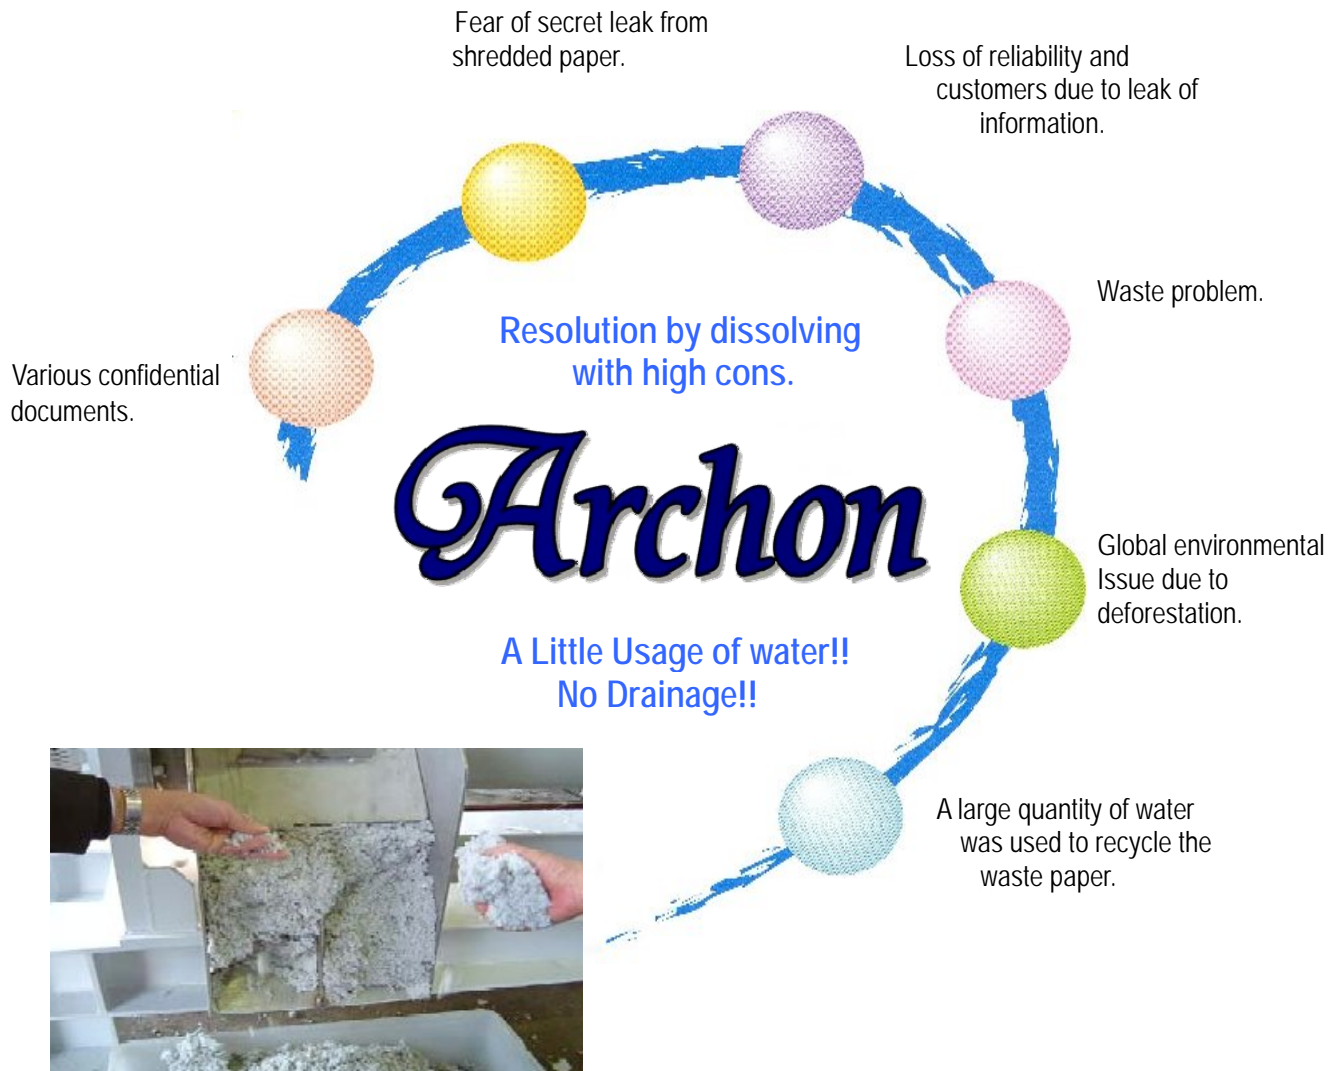 Fear of secret leak from
shredded paper.
Loss of reliability and
customers due to leak of
information.
Waste problem.
Resolution by dissolving
with high cons.
Various confidential
documents.
Archon
Global environmental
Issue due to
deforestation.
A Little Usage of water!!
No Drainage!!
A large quantity of water
was used to recycle the
waste paper.